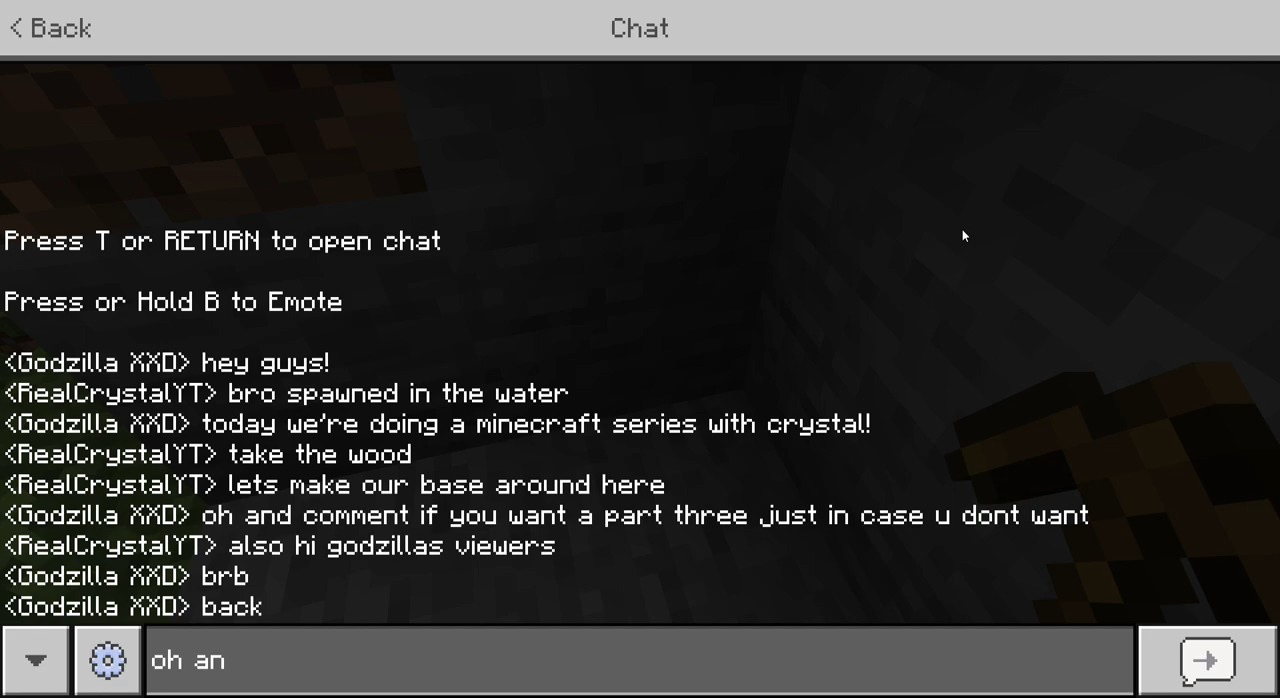 Back
Chat
Press T or RETURN to open chat
Press or Hold B to Emote
<Godzilla XXD> hey guys!
<RealCrystalYT> bro spawned in the water
<Godzilla XXD> today we're doing a minecraft series with crystal!
<RealCrystalYT> take the wood
<RealCrystalYT> lets make our base around here
<Godzilla XXD> oh and comment if you want a part three just in case u dont want
<RealCrystalYT> also hi godzillas viewers
<Godzilla XXD> brb
<Godzilla XXD> back
oh an